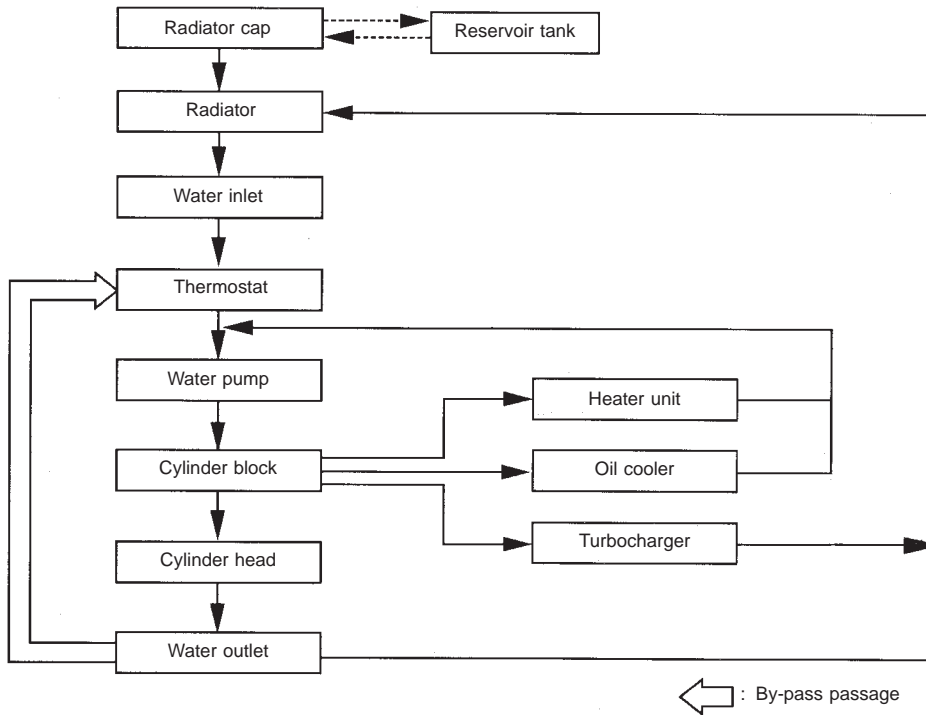 Radiator cap
Reservoir tank
Radiator
Water inlet
Thermostat
Water pump
Heater unit
Cylinder block
Oil cooler
Turbocharger
Cylinder head
Water outlet
: By-pass passage